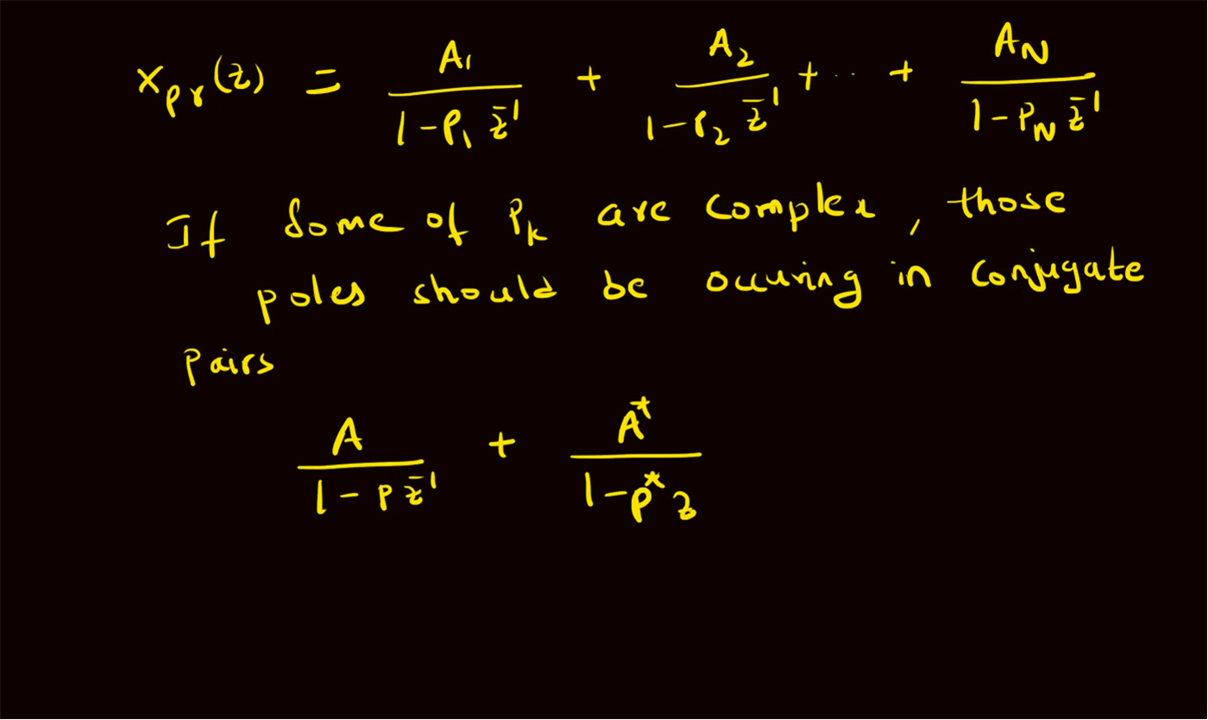 X_pr(z) = A_1 / (1 - P_1 z^-1) + A_2 / (1 - P_2 z^-1) + ... + A_N / (1 - P_N z^-1)
If Some of P_k are complex, those
poles should be occuring in conjugate
pairs
A / (1 - P z^-1) + A* / (1 - P* z